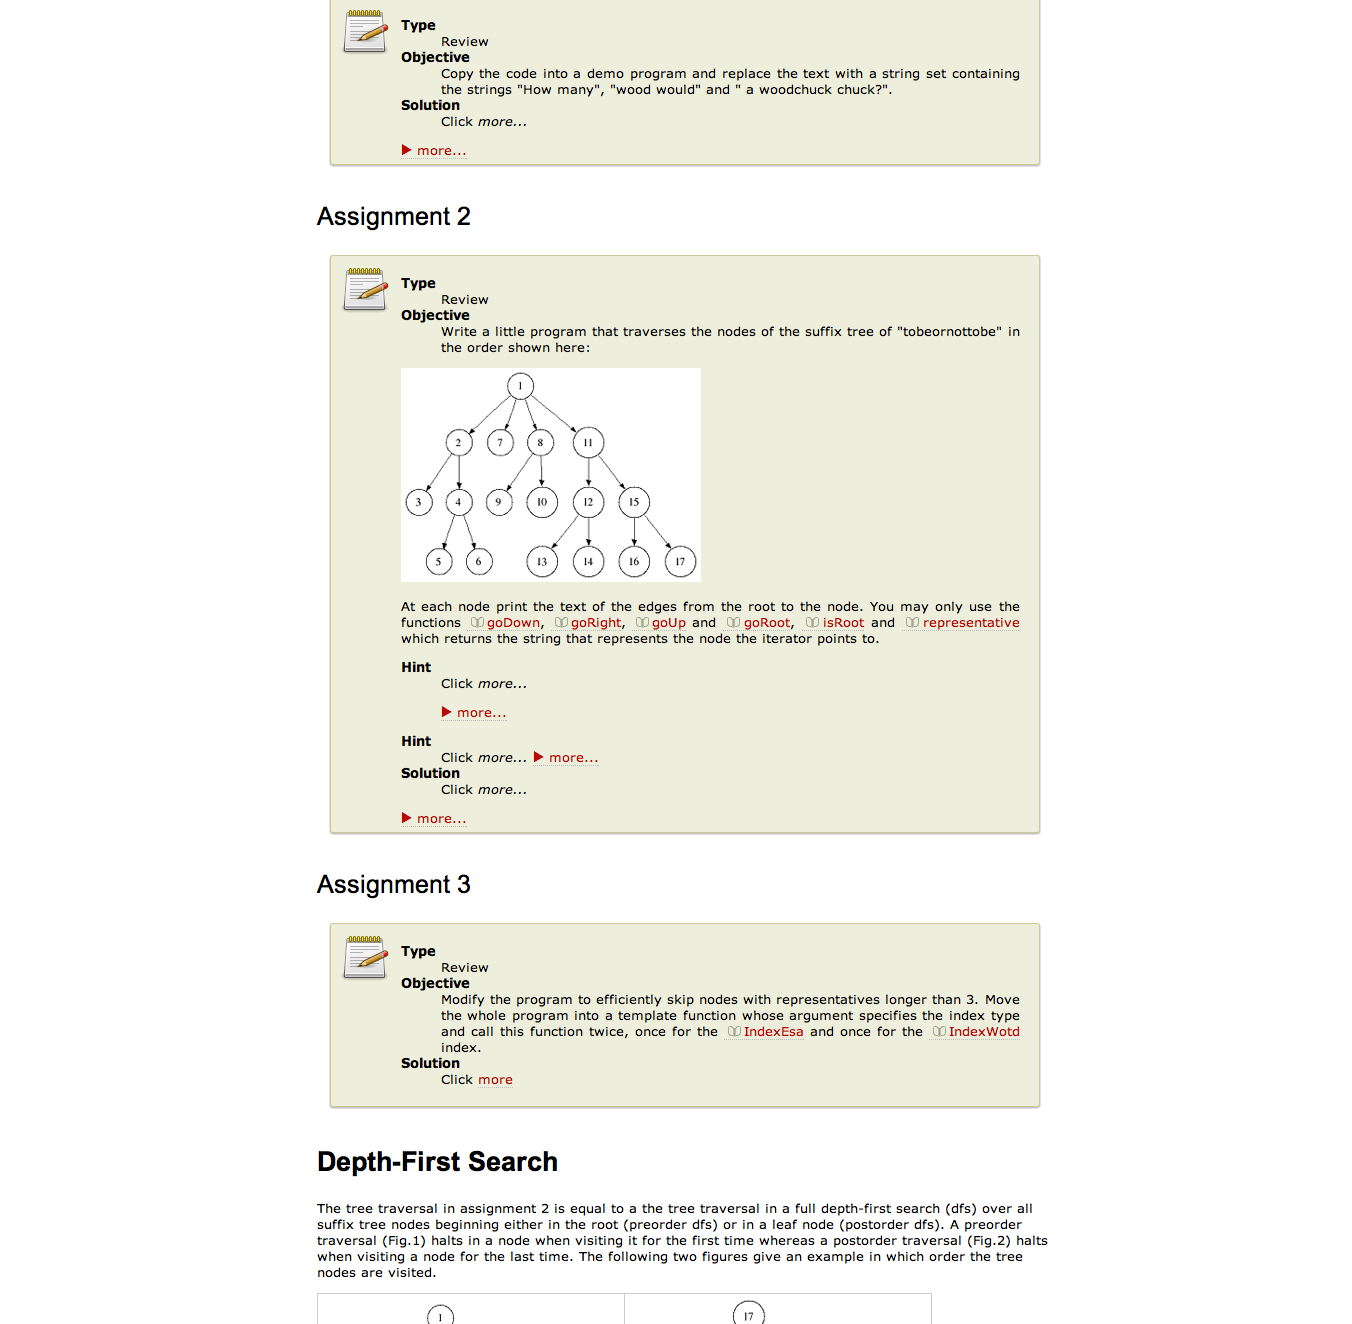 Type
Review
Objective
Copy the code into a demo program and replace the text with a string set containing
the strings "How many", "wood would" and " a woodchuck chuck?".
Solution
Click more...
more...
Assignment 2
Type
Review
Objective
Write a little program that traverses the nodes of the suffix tree of "tobeornottobe" in
the order shown here:
1
2 7 8 11
3 4 9 10 12 15
5 6 13 14 16 17
At each node print the text of the edges from the root to the node. You may only use the
functions goDown, goRight, goUp and goRoot, isRoot and representative
which returns the string that represents the node the iterator points to.
Hint
Click more...
more...
Hint
Click more... more...
Solution
Click more...
more...
Assignment 3
Type
Review
Objective
Modify the program to efficiently skip nodes with representatives longer than 3. Move
the whole program into a template function whose argument specifies the index type
and call this function twice, once for the IndexEsa and once for the IndexWotd
index.
Solution
Click more
Depth-First Search
The tree traversal in assignment 2 is equal to a the tree traversal in a full depth-first search (dfs) over all
suffix tree nodes beginning either in the root (preorder dfs) or in a leaf node (postorder dfs). A preorder
traversal (Fig.1) halts in a node when visiting it for the first time whereas a postorder traversal (Fig.2) halts
when visiting a node for the last time. The following two figures give an example in which order the tree
nodes are visited.
1 17